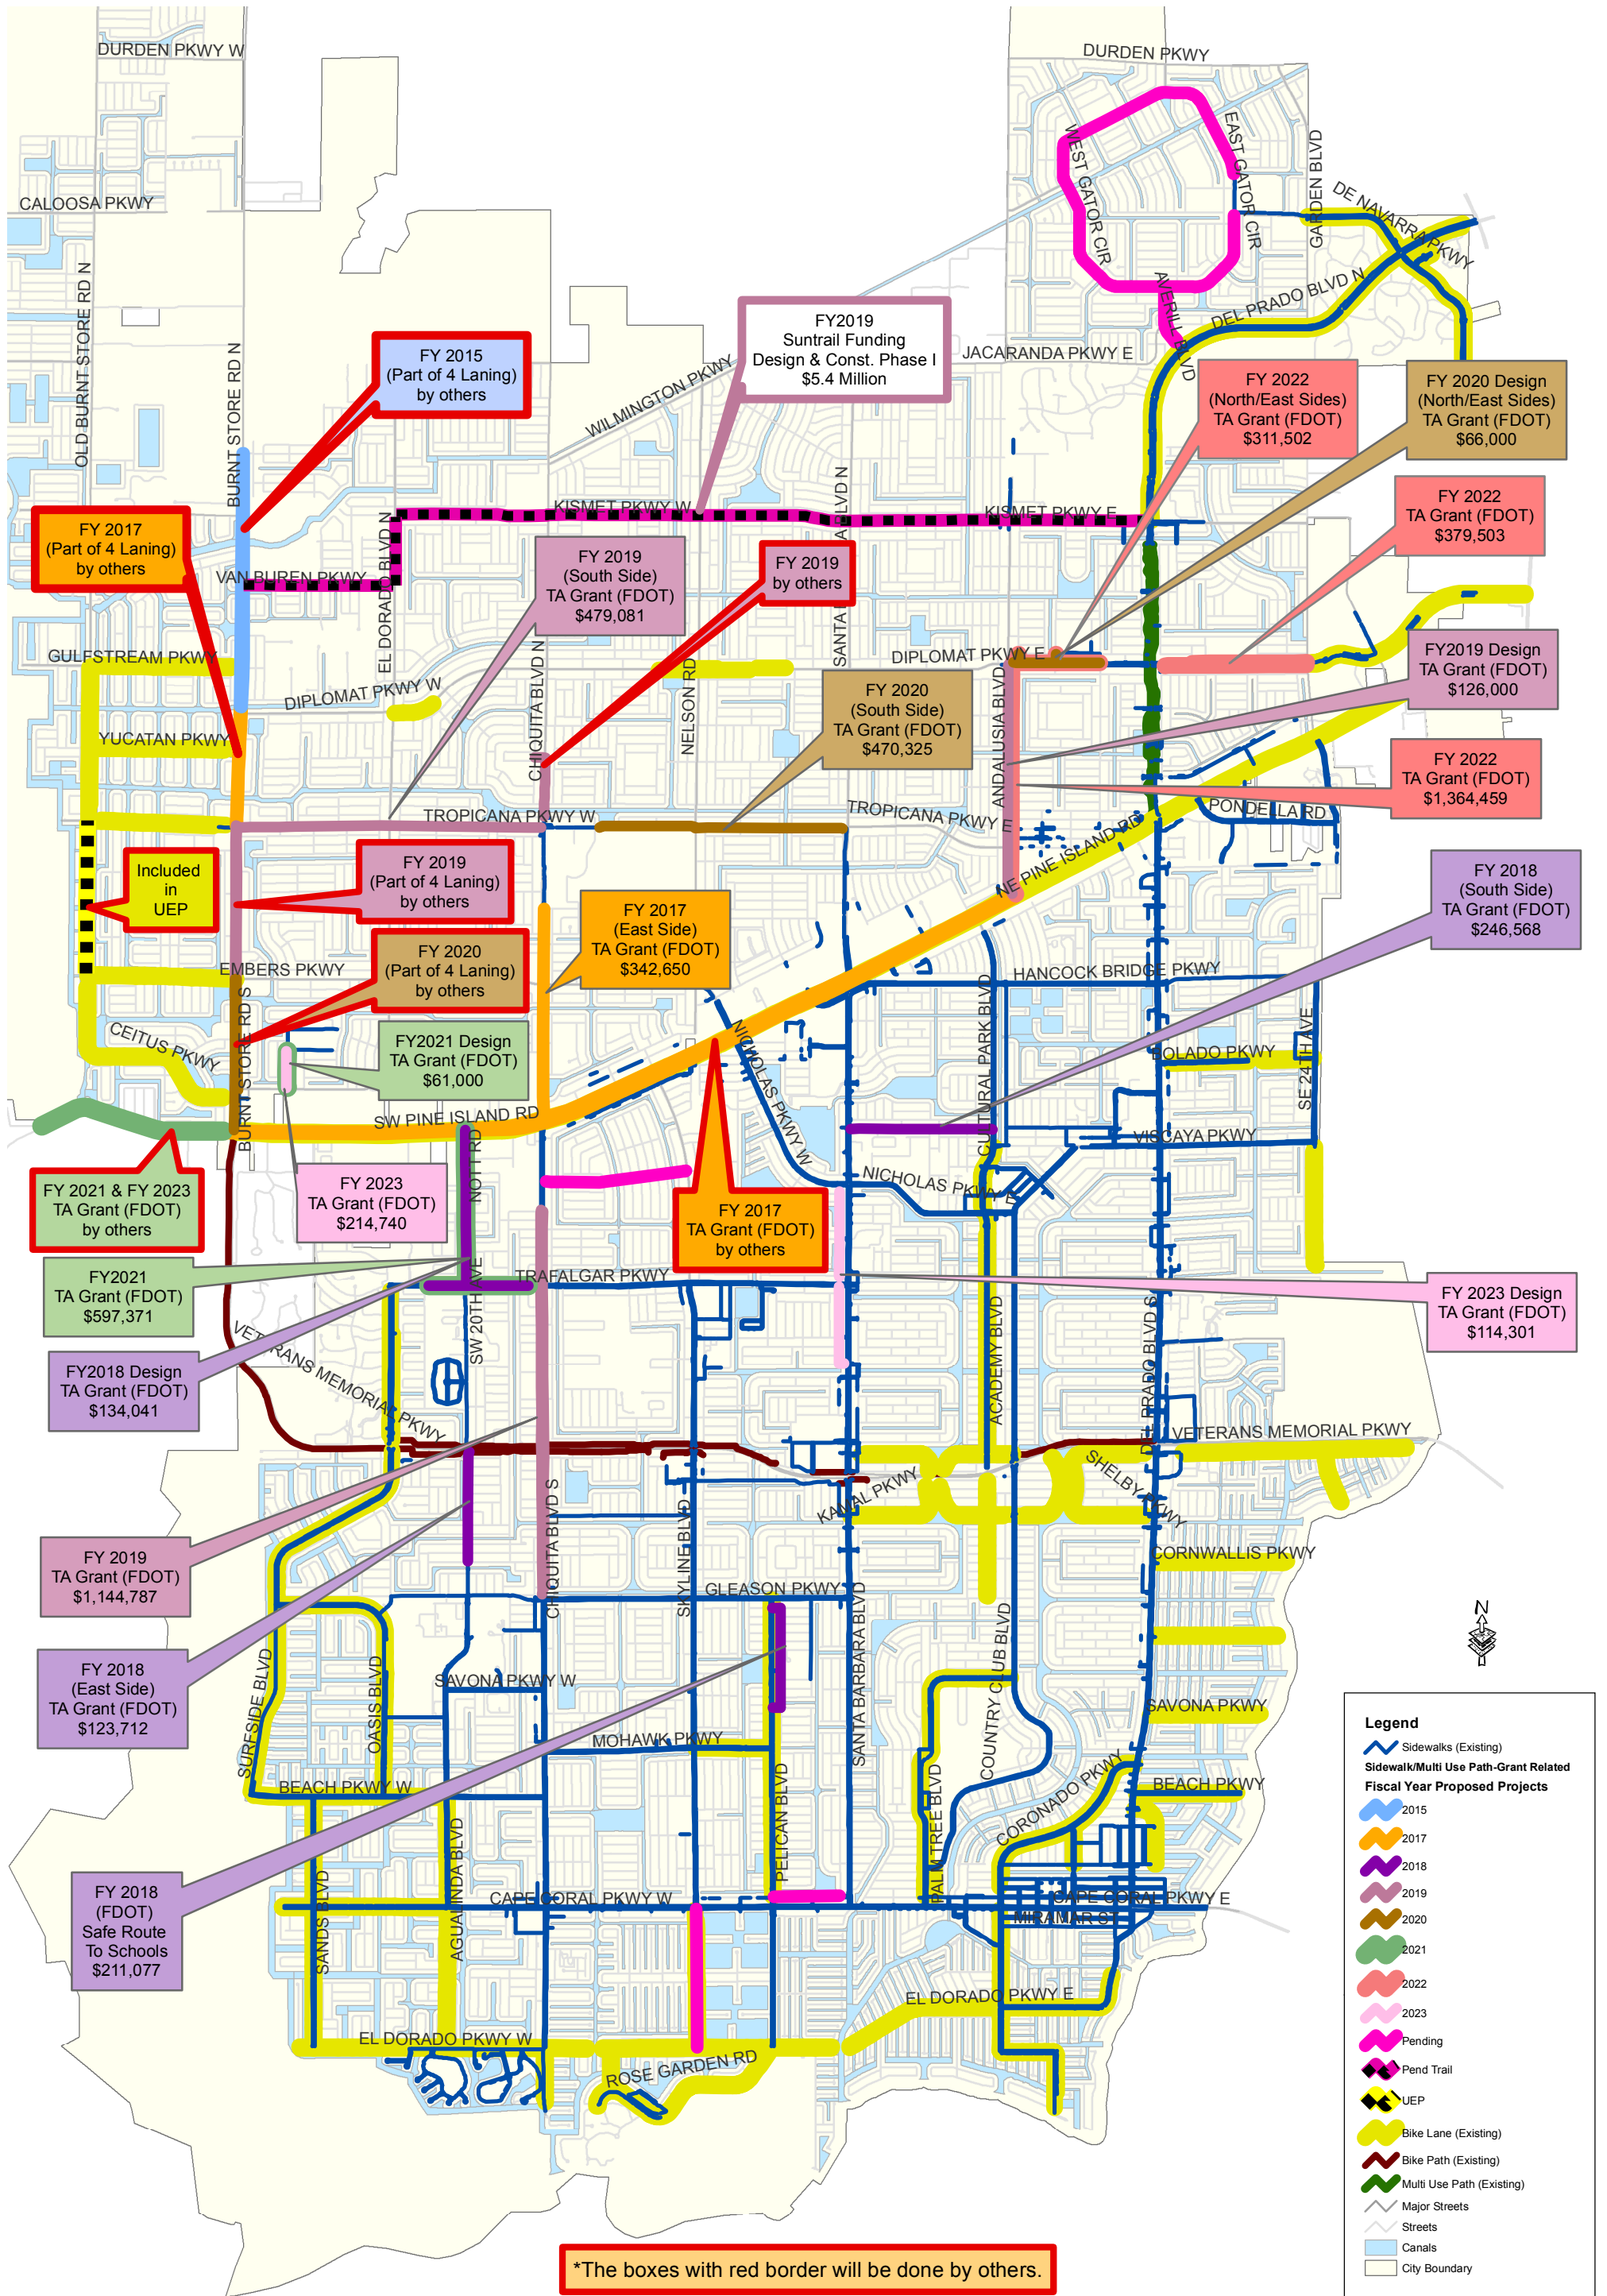 DURDEN PKWY W
DURDEN PKWY
WEST GATOR CIR
EAST GATOR CIR
GARDEN BLVD
DE NAVARRA PKWY
CALOOSA PKWY
OLD BURNT STORE RD N
BURNT STORE RD N
AVERILL BLVD
DEL PRADO BLVD N
JACARANDA PKWY E
WILMINGTON PKWY
FY2019
Suntrail Funding
Design & Const. Phase I
$5.4 Million
FY 2015
(Part of 4 Laning)
by others
FY 2022
(North/East Sides)
TA Grant (FDOT)
$311,502
FY 2020 Design
(North/East Sides)
TA Grant (FDOT)
$66,000
FY 2022
TA Grant (FDOT)
$379,503
FY 2017
(Part of 4 Laning)
by others
KISMET PKWY W
KISMET PKWY E
VAN BUREN PKWY
EL DORADO BLVD N
FY 2019
(South Side)
TA Grant (FDOT)
$479,081
FY 2019
by others
GULFSTREAM PKWY
DIPLOMAT PKWY W
DIPLOMAT PKWY E
CHIQUITA BLVD N
NELSON RD
ANDALUSIA BLVD
FY2019 Design
TA Grant (FDOT)
$126,000
FY 2020
(South Side)
TA Grant (FDOT)
$470,325
YUCATAN PKWY
FY 2022
TA Grant (FDOT)
$1,364,459
TROPICANA PKWY W
TROPICANA PKWY E
PONDELLA RD
NE PINE ISLAND RD
Included
in
UEP
FY 2019
(Part of 4 Laning)
by others
FY 2018
(South Side)
TA Grant (FDOT)
$246,568
FY 2017
(East Side)
TA Grant (FDOT)
$342,650
FY 2020
(Part of 4 Laning)
by others
EMBERS PKWY
HANCOCK BRIDGE PKWY
CULTURAL PARK BLVD
BURNT STORE RD S
CEITUS PKWY
FY2021 Design
TA Grant (FDOT)
$61,000
SW PINE ISLAND RD
NICHOLAS PKWY W
SE 24TH AVE
VISCAYA PKWY
NICHOLAS PKWY E
NOTT RD
FY 2021 & FY 2023
TA Grant (FDOT)
by others
FY 2023
TA Grant (FDOT)
$214,740
FY 2017
TA Grant (FDOT)
by others
FY2021
TA Grant (FDOT)
$597,371
TRAFALGAR PKWY
FY 2023 Design
TA Grant (FDOT)
$114,301
FY2018 Design
TA Grant (FDOT)
$134,041
ACADEMY BLVD
VETERANS MEMORIAL PKWY
VETERANS MEMORIAL PKWY
SHELBY PKWY
CHIQUITA BLVD S
SKYLINE BLVD
CORNWALLIS PKWY
FY 2019
TA Grant (FDOT)
$1,144,787
GLEASON PKWY
SANTA BARBARA BLVD
COUNTRY CLUB BLVD
FY 2018
(East Side)
TA Grant (FDOT)
$123,712
SURFSIDE BLVD
OASIS BLVD
SAVONA PKWY W
SAVONA PKWY
MOHAWK PKWY
BEACH PKWY W
BEACH PKWY
PELICAN BLVD
PALM TREE BLVD
CORONADO PKWY
FY 2018
(FDOT)
Safe Route
To Schools
$211,077
SANDS BLVD
AGUALINDA BLVD
CAPE CORAL PKWY W
CAPE CORAL PKWY E
MIRAMAR ST
EL DORADO PKWY E
EL DORADO PKWY W
ROSE GARDEN RD
N
Legend
Sidewalks (Existing)
Sidewalk/Multi Use Path-Grant Related
Fiscal Year Proposed Projects
2015
2017
2018
2019
2020
2021
2022
2023
Pending
Pend Trail
UEP
Bike Lane (Existing)
Bike Path (Existing)
Multi Use Path (Existing)
Major Streets
Streets
Canals
City Boundary
*The boxes with red border will be done by others.